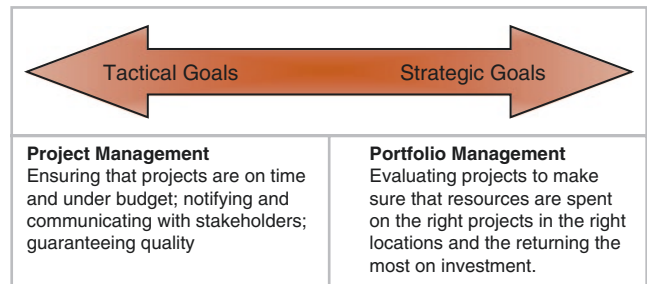 Tactical Goals Strategic Goals
Project Management
Ensuring that projects are on time
and under budget; notifying and
communicating with stakeholders;
guaranteeing quality
Portfolio Management
Evaluating projects to make
sure that resources are spent
on the right projects in the right
locations and the returning the
most on investment.